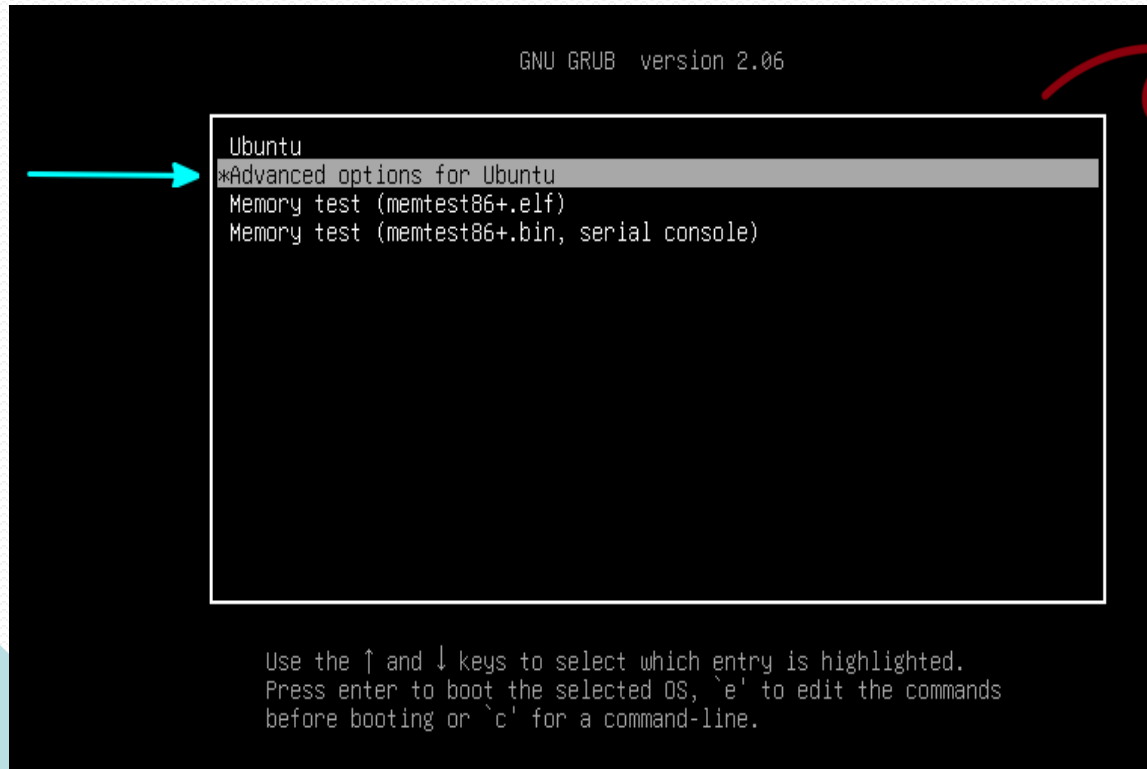 GNU GRUB version 2.06
Ubuntu
*Advanced options for Ubuntu
Memory test (memtest86+.elf)
Memory test (memtest86+.bin, serial console)
Use the ↑ and ↓ keys to select which entry is highlighted.
Press enter to boot the selected OS, `e' to edit the commands
before booting or `c' for a command-line.